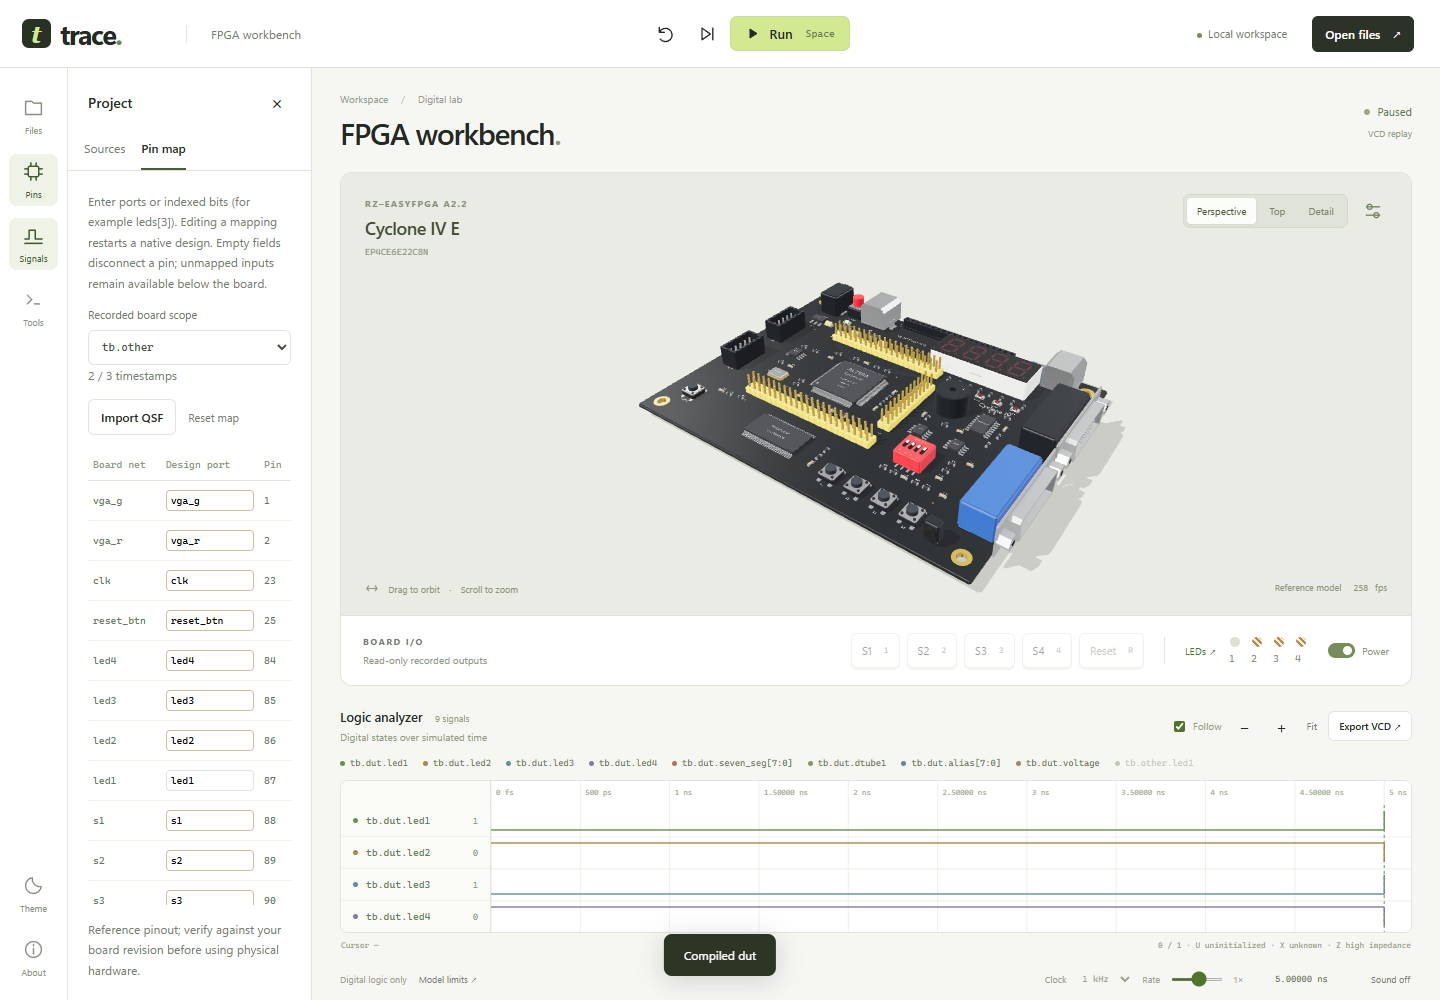 t trace.
FPGA workbench
Run Space
Local workspace
Open files ↗
Files
Pins
Signals
Tools
Theme
About
Project
Sources
Pin map
Enter ports or indexed bits (for
example leds[3]). Editing a mapping
restarts a native design. Empty fields
disconnect a pin; unmapped inputs
remain available below the board.
Recorded board scope
tb.other
2 / 3 timestamps
Import QSF
Reset map
Board net Design port Pin
vga_g vga_g 1
vga_r vga_r 2
clk clk 23
reset_btn reset_btn 25
led4 led4 84
led3 led3 85
led2 led2 86
led1 led1 87
s1 s1 88
s2 s2 89
s3 s3 90
Reference pinout; verify against your
board revision before using physical
hardware.
Workspace / Digital lab
FPGA workbench.
Paused
VCD replay
RZ–EASYFPGA A2.2
Cyclone IV E
EP4CE6E22C8N
Perspective Top Detail
ALTERA
Drag to orbit · Scroll to zoom
Reference model 258 fps
BOARD I/O
Read-only recorded outputs
S1 1
S2 2
S3 3
S4 4
Reset R
LEDs ↗
1 2 3 4
Power
Logic analyzer 9 signals
Digital states over simulated time
Follow − + Fit Export VCD ↗
tb.dut.led1 tb.dut.led2 tb.dut.led3 tb.dut.led4 tb.dut.seven_seg[7:0] tb.dut.dtube1 tb.dut.alias[7:0] tb.dut.voltage tb.other.led1
0 fs 500 ps 1 ns 1.50000 ns 2 ns 2.50000 ns 3 ns 3.50000 ns 4 ns 4.50000 ns 5 ns
tb.dut.led1 1
tb.dut.led2 0
tb.dut.led3 1
tb.dut.led4 0
Cursor —
0 / 1 · U uninitialized · X unknown · Z high impedance
Compiled dut
Digital logic only Model limits ↗
Clock 1 kHz Rate 1× 5.00000 ns Sound off